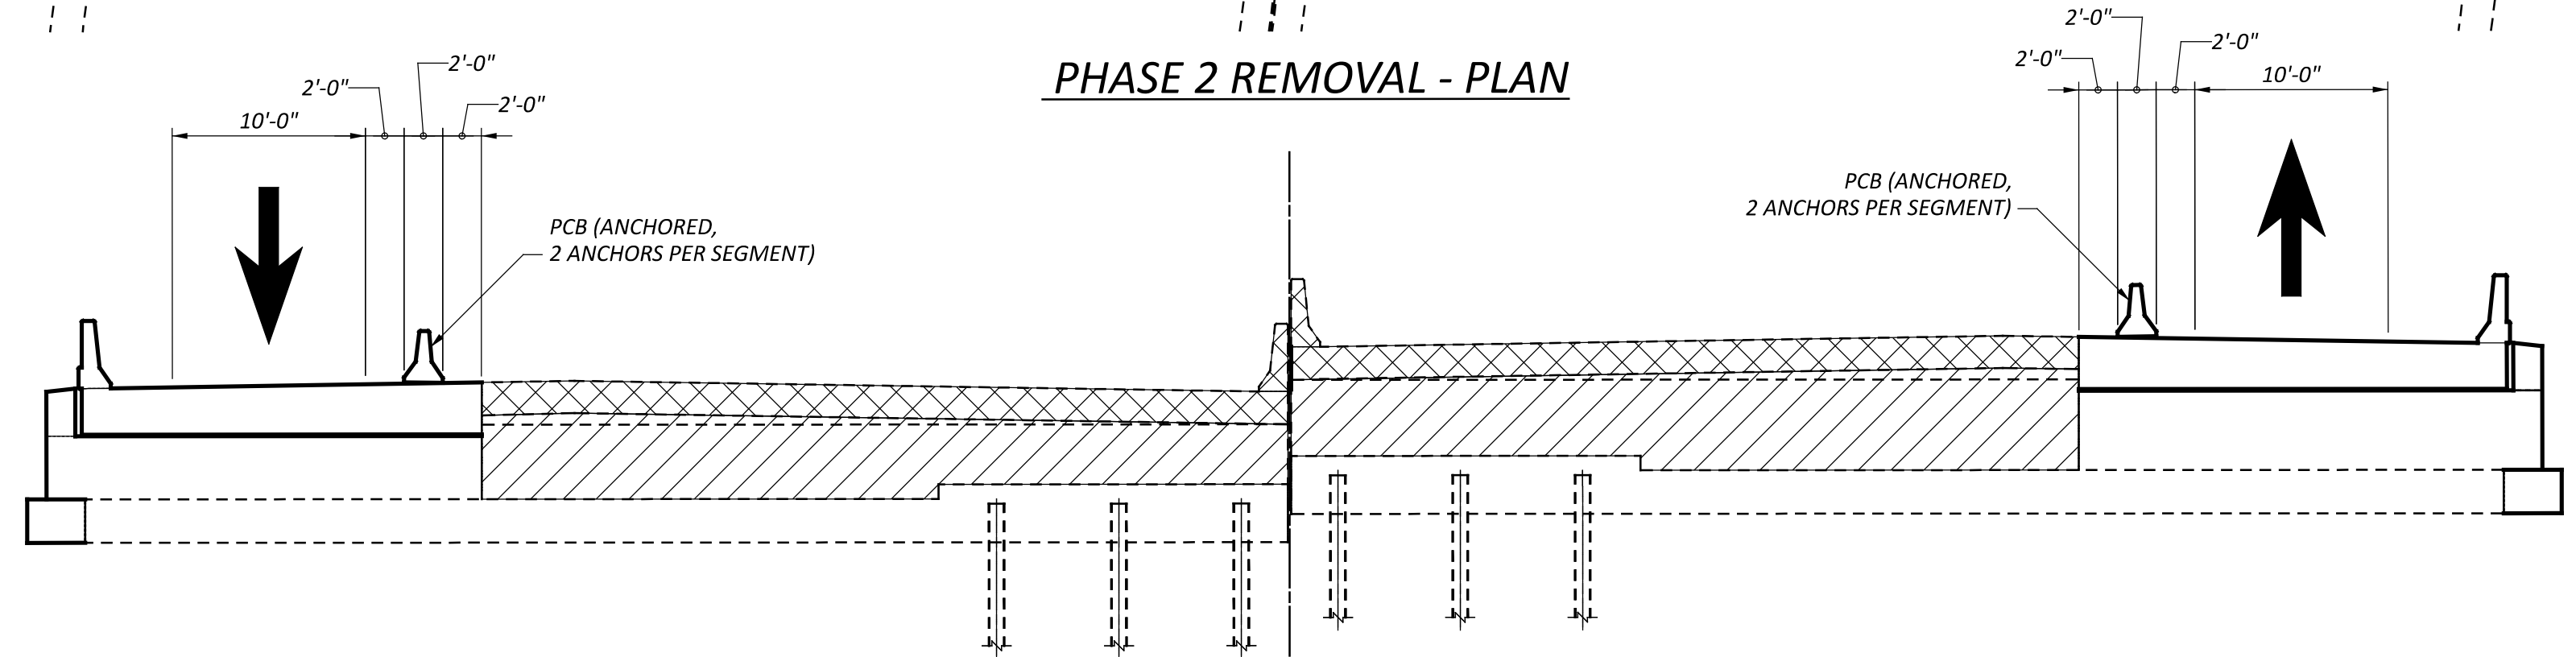 2'-0"
2'-0"
2'-0"
10'-0"
PHASE 2 REMOVAL - PLAN
2'-0"
2'-0"
2'-0"
10'-0"
PCB (ANCHORED,
2 ANCHORS PER SEGMENT)
PCB (ANCHORED,
2 ANCHORS PER SEGMENT)